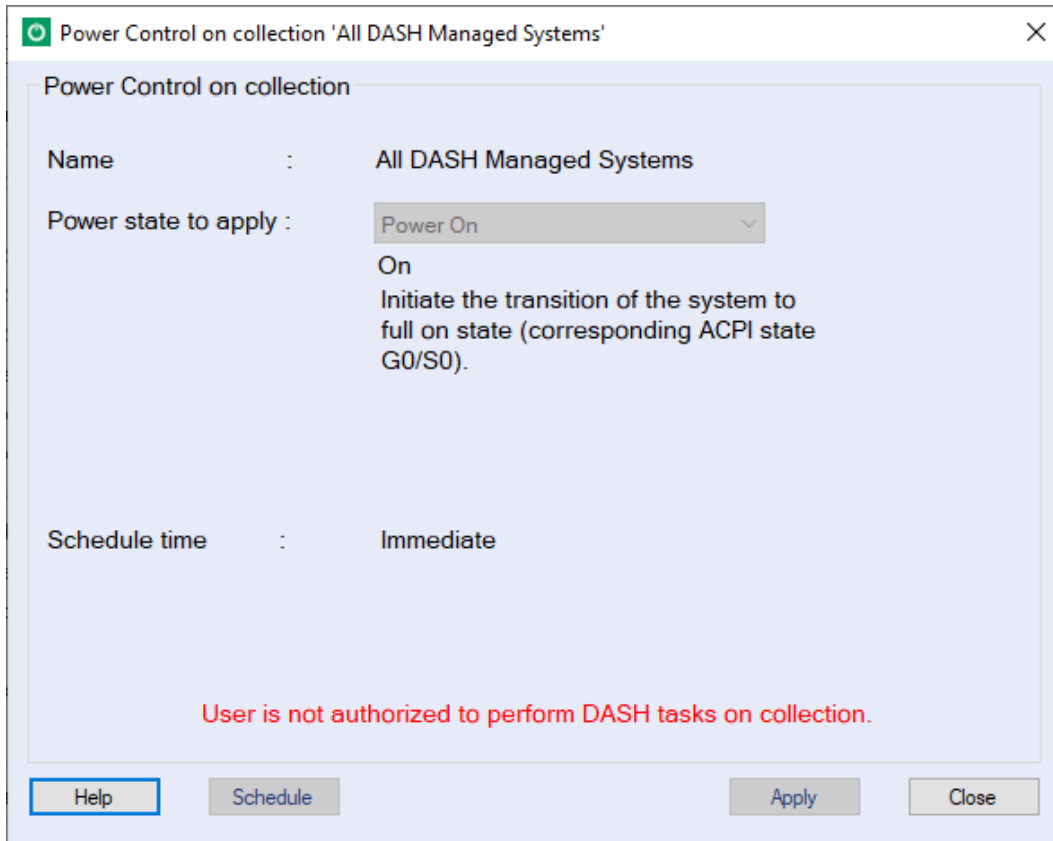 Power Control on collection 'All DASH Managed Systems'
Power Control on collection
Name : All DASH Managed Systems
Power state to apply : Power On
On
Initiate the transition of the system to
full on state (corresponding ACPI state
G0/S0).
Schedule time : Immediate
User is not authorized to perform DASH tasks on collection.
Help Schedule Apply Close